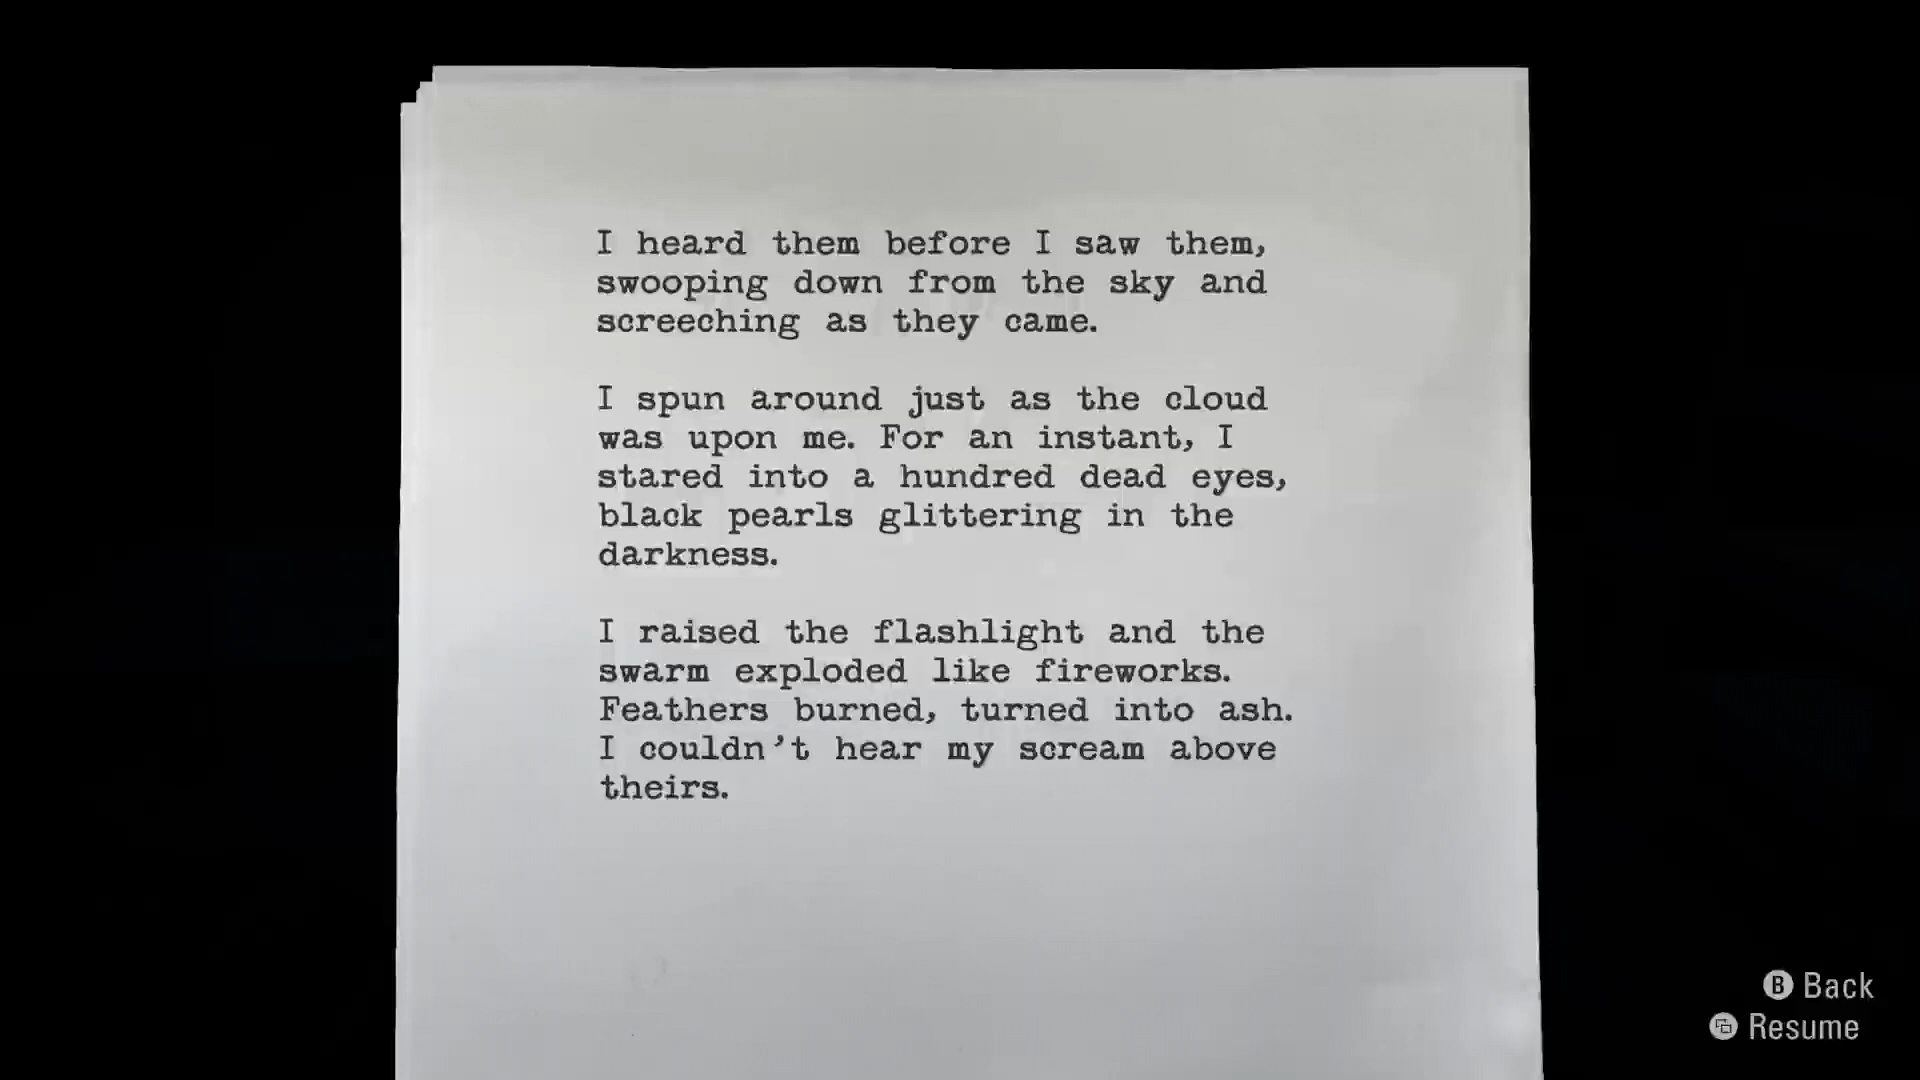 I heard them before I saw them,
swooping down from the sky and
screeching as they came.
I spun around just as the cloud
was upon me. For an instant, I
stared into a hundred dead eyes,
black pearls glittering in the
darkness.
I raised the flashlight and the
swarm exploded like fireworks.
Feathers burned, turned into ash.
I couldn't hear my scream above
theirs.
B Back
Resume